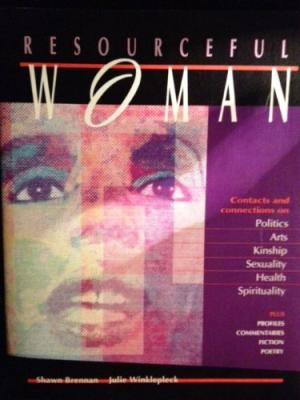 RESOURCEFUL
WOMAN
Contacts and
connections on
Politics
Arts
Kinship
Sexuality
Health
Spirituality
PLUS
PROFILES
COMMENTARIES
FICTION
POETRY
Shawn Brennan Julie Winklepleck